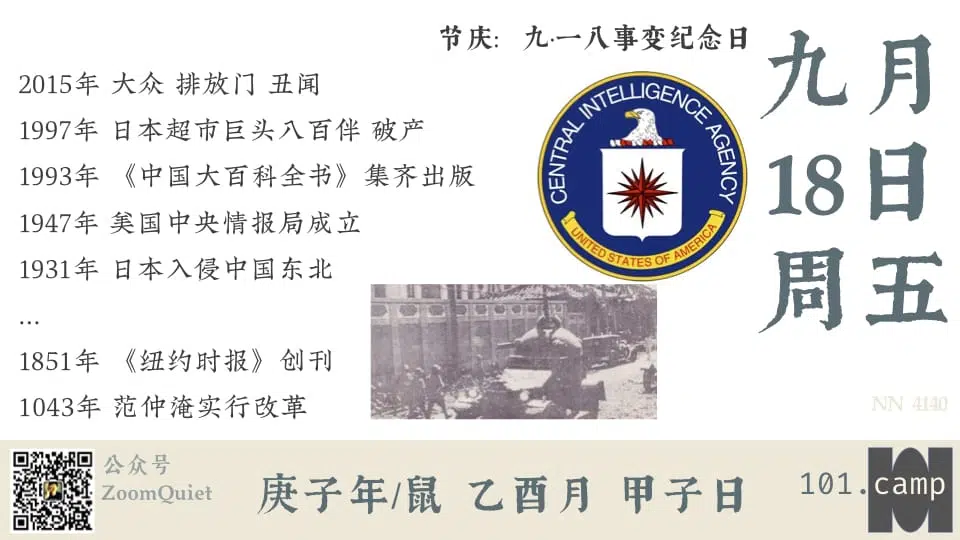 节庆: 九·一八事变纪念日
九月
18日
周五
2015年 大众 排放门 丑闻
1997年 日本超市巨头八百伴 破产
1993年 《中国大百科全书》集齐出版
1947年 美国中央情报局成立
1931年 日本入侵中国东北
...
1851年 《纽约时报》创刊
1043年 范仲淹实行改革
CENTRAL INTELLIGENCE AGENCY
UNITED STATES OF AMERICA
NN 4140
公众号
ZoomQuiet
庚子年/鼠 乙酉月 甲子日
101.camp